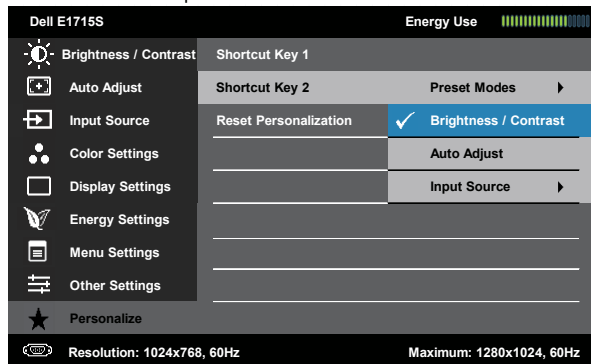 Dell E1715S Energy Use
Brightness / Contrast Shortcut Key 1
Auto Adjust Shortcut Key 2 Preset Modes
Input Source Reset Personalization Brightness / Contrast
Color Settings Auto Adjust
Display Settings Input Source
Energy Settings
Menu Settings
Other Settings
Personalize
Resolution: 1024x768, 60Hz Maximum: 1280x1024, 60Hz